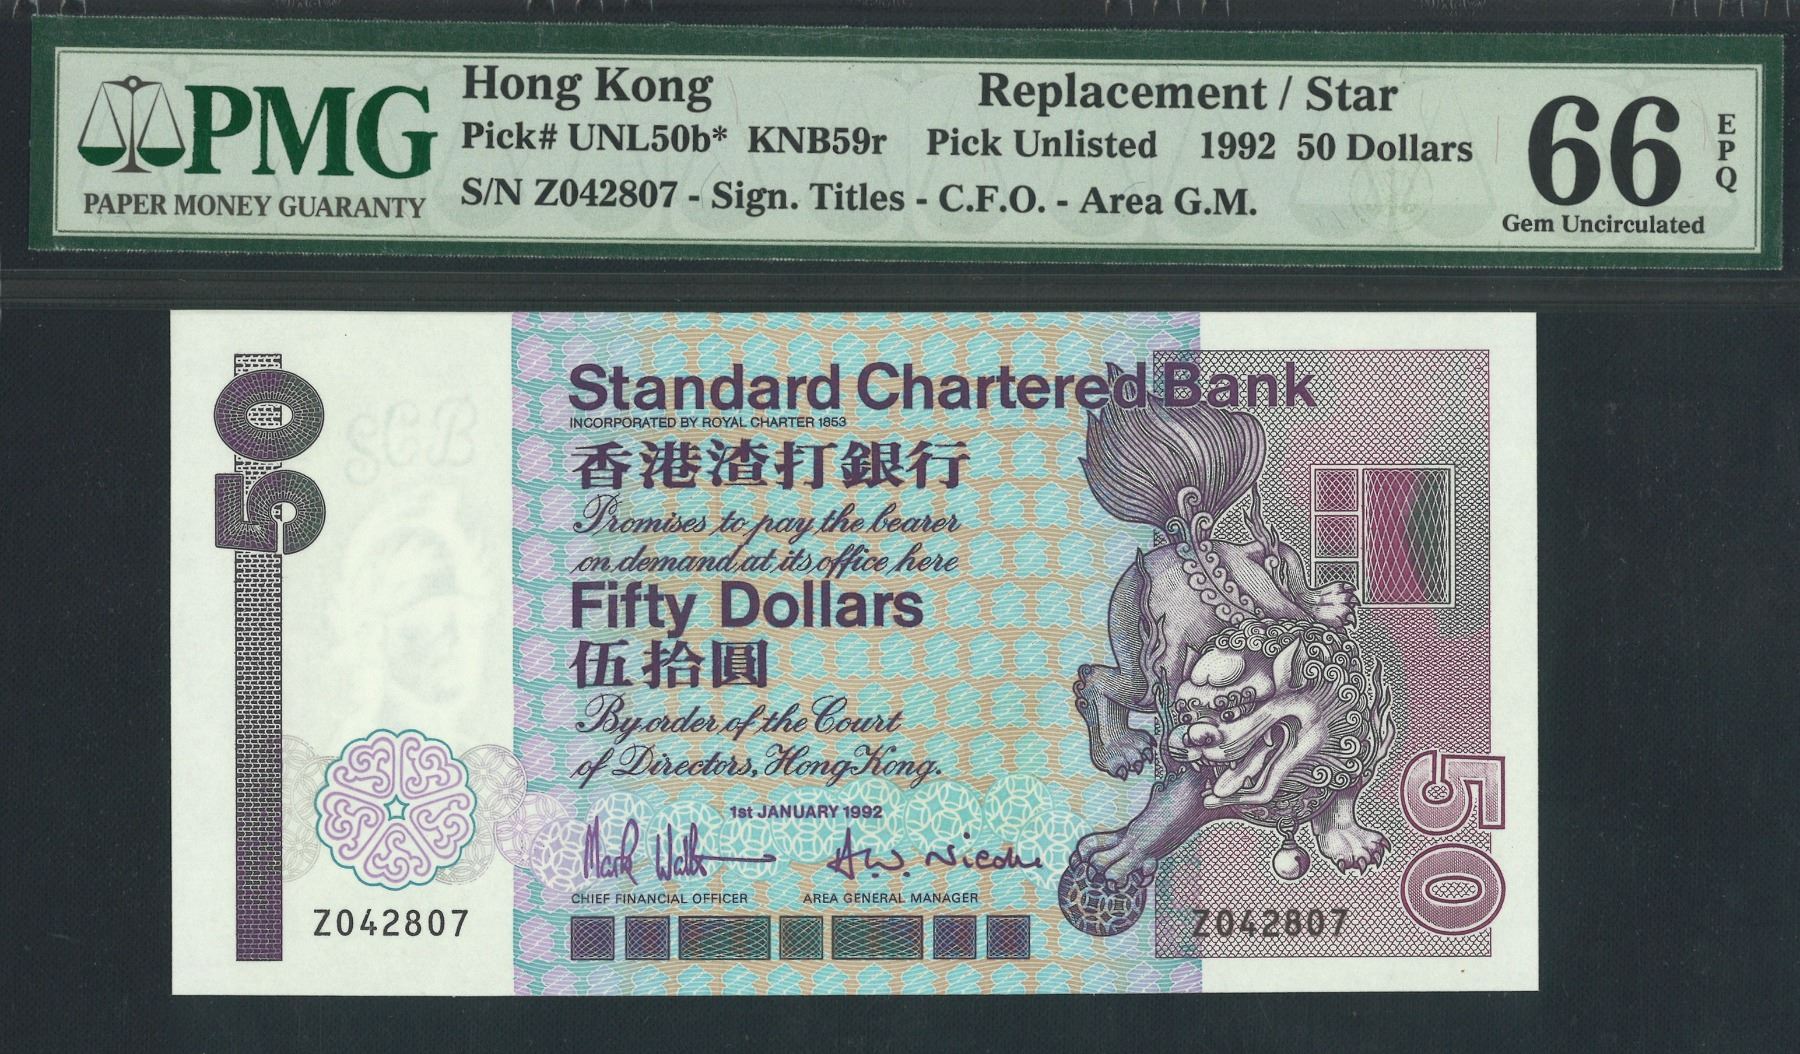 PMG
PAPER MONEY GUARANTY
Hong Kong Replacement / Star
Pick# UNL50b* KNB59r Pick Unlisted 1992 50 Dollars
S/N Z042807 - Sign. Titles - C.F.O. - Area G.M.
66 EPQ
Gem Uncirculated
50
SCB
Standard Chartered Bank
INCORPORATED BY ROYAL CHARTER 1853
香港渣打銀行
Promises to pay the bearer
on demand at its office here
Fifty Dollars
伍拾圓
By order of the Court
of Directors, Hong Kong.
1st JANUARY 1992
CHIEF FINANCIAL OFFICER AREA GENERAL MANAGER
Z042807
Z042807
50